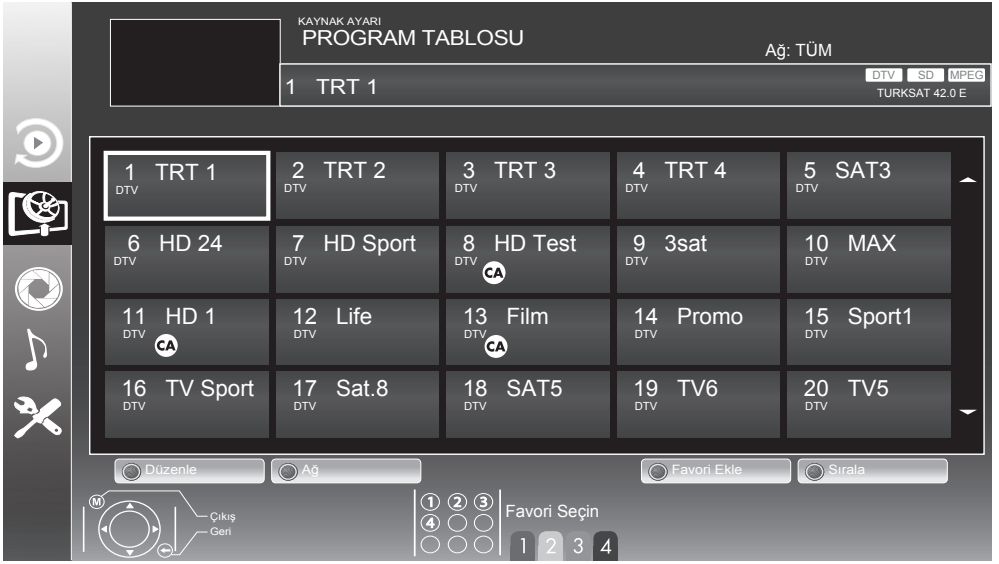 KAYNAK AYARI
PROGRAM TABLOSU
Ağ: TÜM
1 TRT 1
DTV SD MPEG
TURKSAT 42.0 E
1 TRT 1 2 TRT 2 3 TRT 3 4 TRT 4 5 SAT3
DTV DTV DTV DTV DTV
6 HD 24 7 HD Sport 8 HD Test 9 3sat 10 MAX
DTV DTV DTV DTV DTV
CA
11 HD 1 12 Life 13 Film 14 Promo 15 Sport1
DTV DTV DTV DTV DTV
CA CA
16 TV Sport 17 Sat.8 18 SAT5 19 TV6 20 TV5
DTV DTV DTV DTV DTV
Düzenle Ağ Favori Ekle Sırala
M
Çıkış
Geri
1 2 3
4
Favori Seçin
1 2 3 4